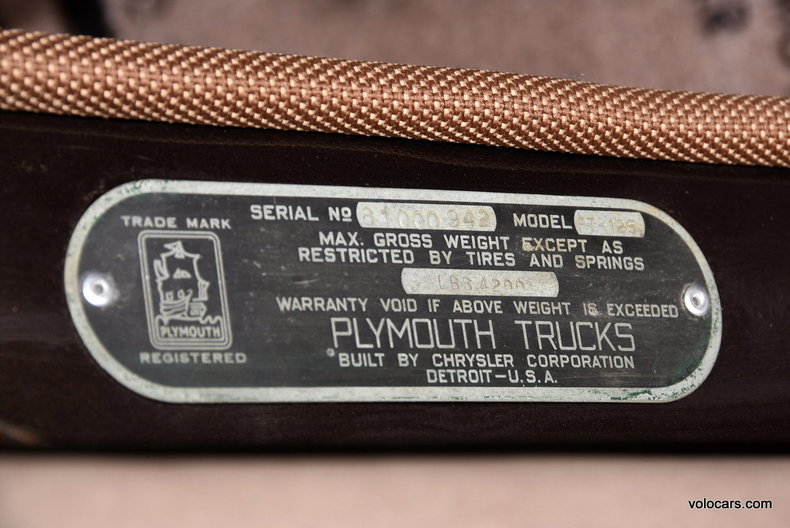 TRADE MARK
PLYMOUTH
REGISTERED
SERIAL Nº 81000942 MODEL PT-125
MAX. GROSS WEIGHT EXCEPT AS
RESTRICTED BY TIRES AND SPRINGS
LBS 4200
WARRANTY VOID IF ABOVE WEIGHT IS EXCEEDED
PLYMOUTH TRUCKS
BUILT BY CHRYSLER CORPORATION
DETROIT-U.S.A.
volocars.com